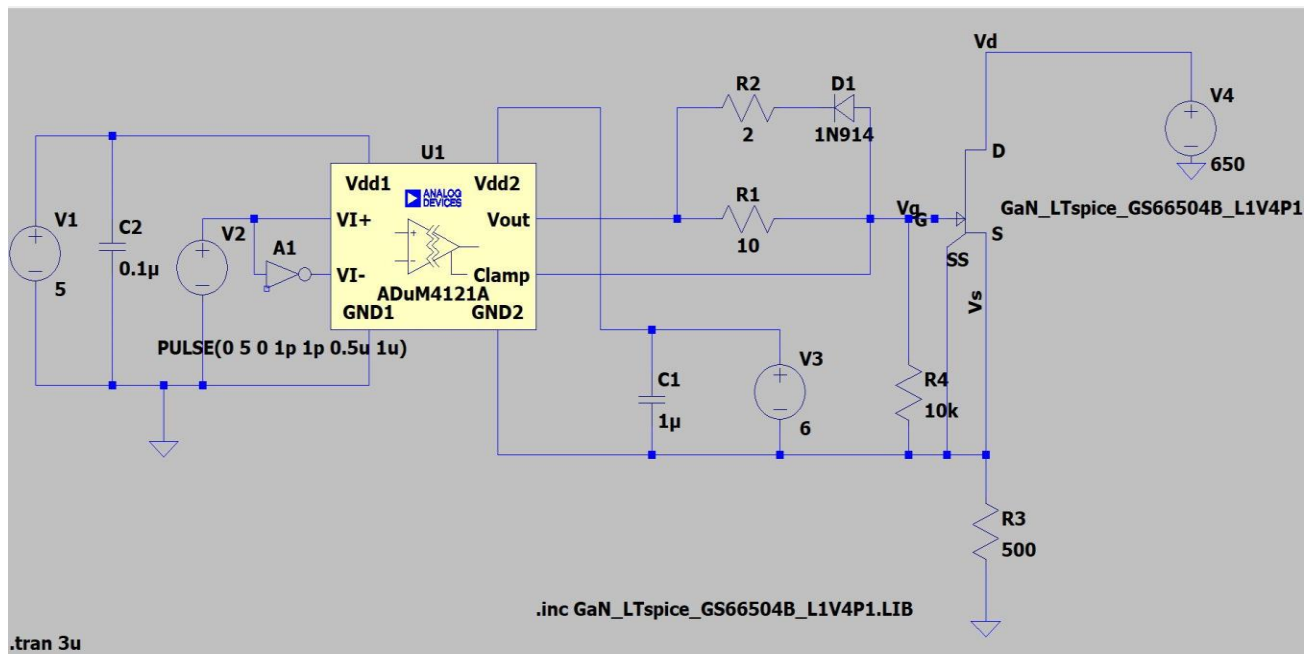 Vd
R2
D1
V4
2
1N914
650
U1
D
Vdd1
ANALOG
DEVICES
Vdd2
V1
C2
V2
A1
VI+
Vout
R1
Vg
G
GaN_LTspice_GS66504B_L1V4P1
S
10
SS
5
0.1µ
VI-
Clamp
ADuM4121A
GND1
GND2
Vs
PULSE(0 5 0 1p 1p 0.5u 1u)
V3
C1
R4
1µ
6
10k
R3
500
.inc GaN_LTspice_GS66504B_L1V4P1.LIB
.tran 3u